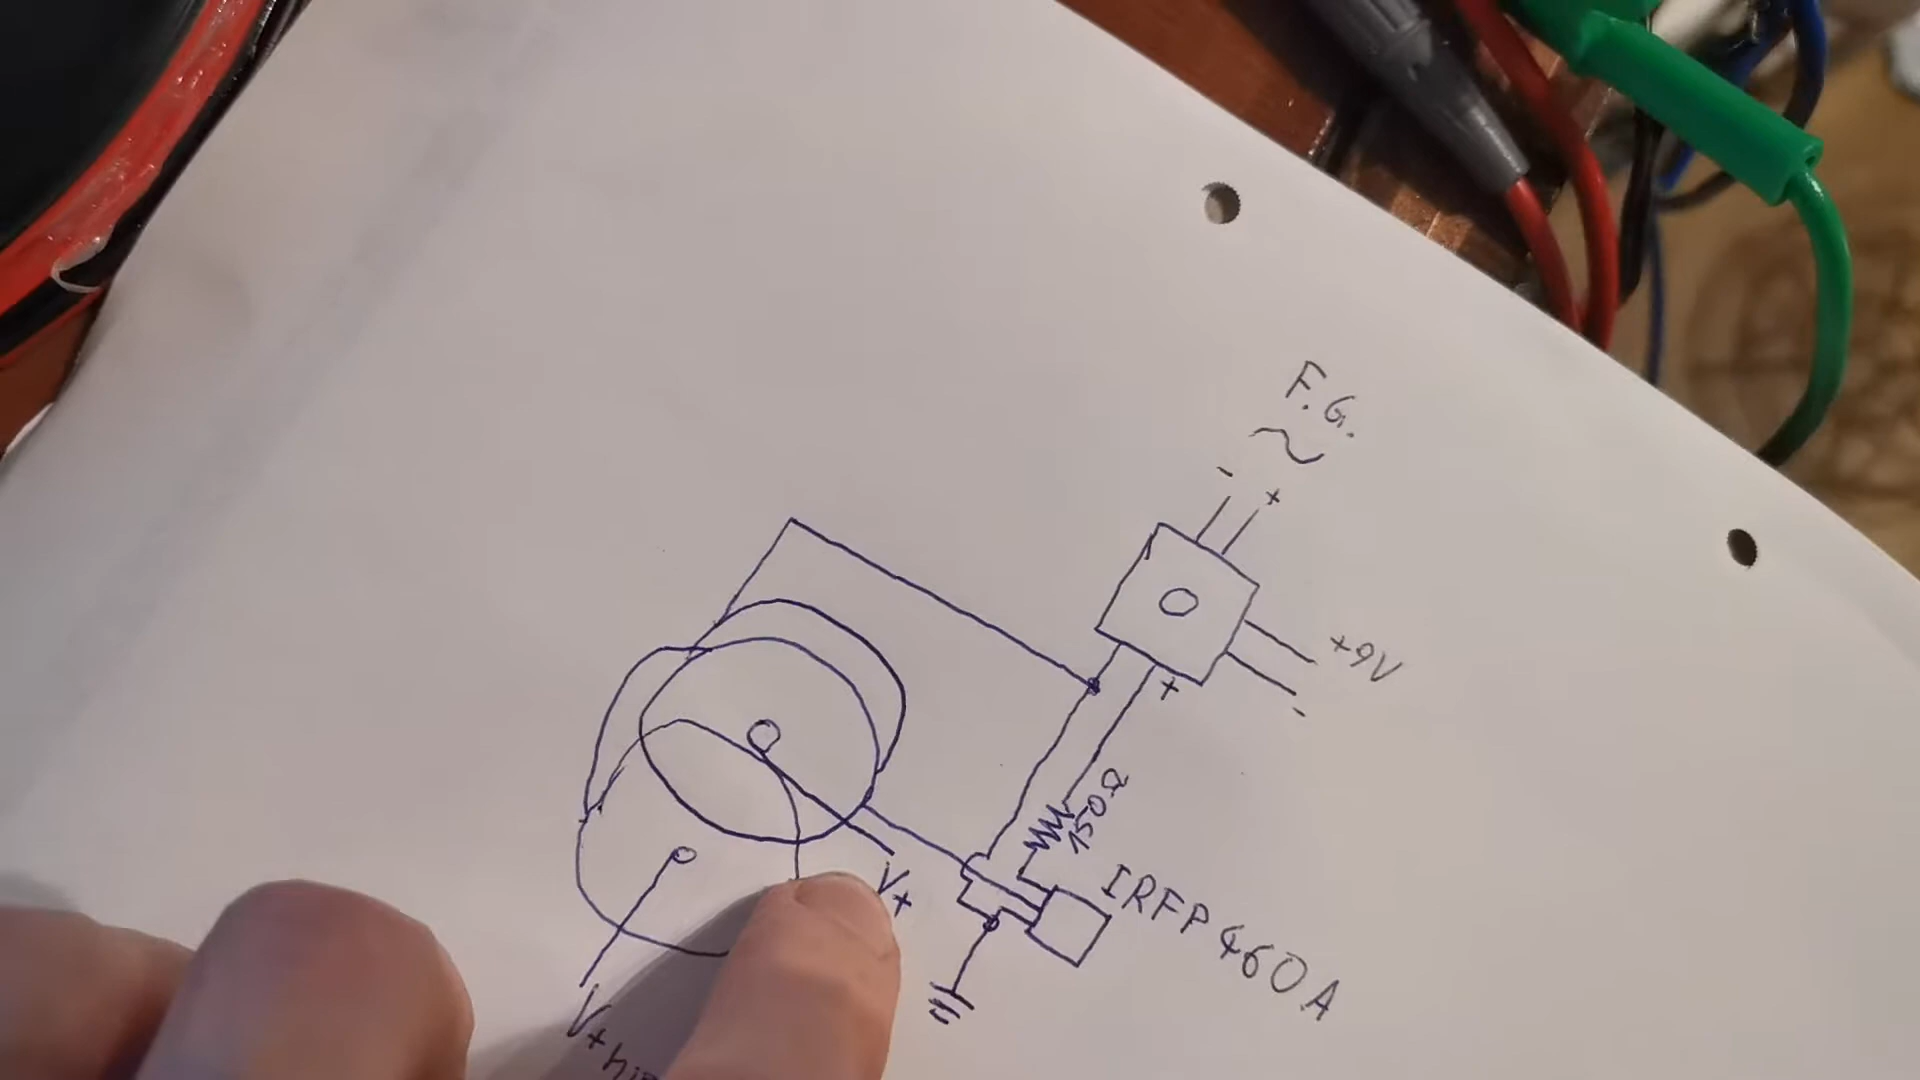 F.G.
- +
+9V
-
+
150Ω
IRFP460A
V+
V+